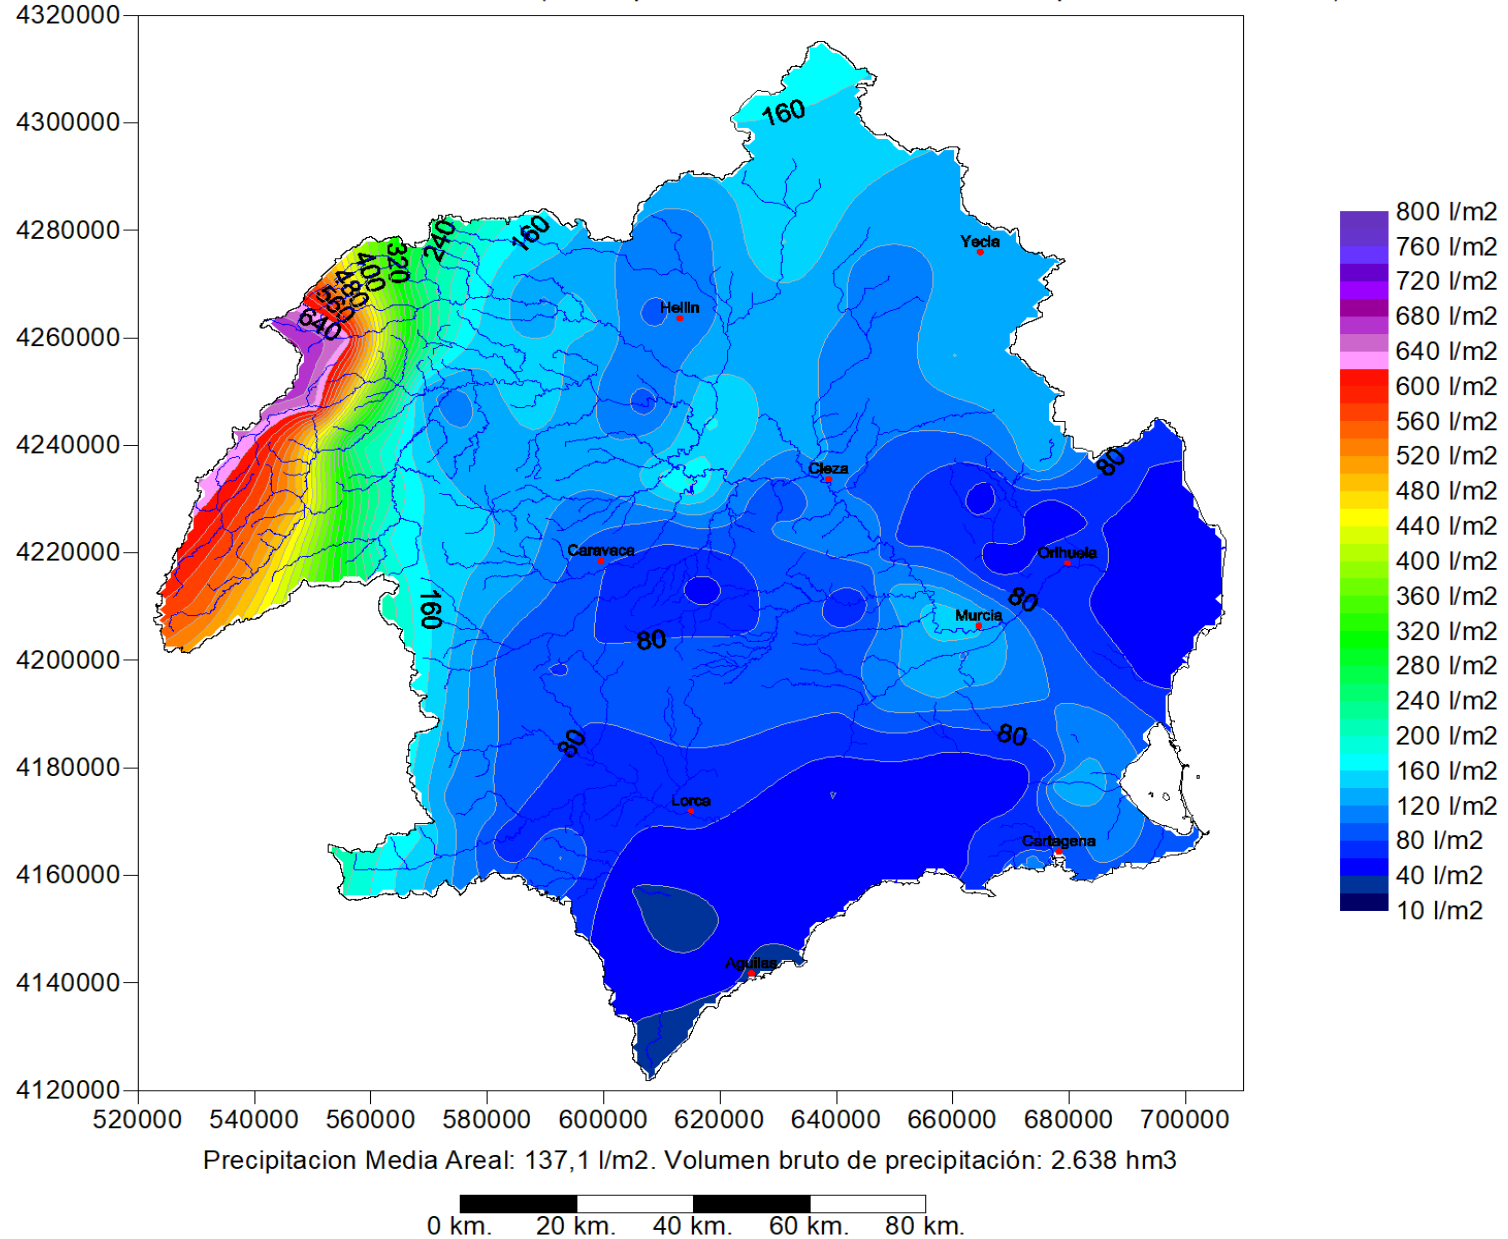 4320000
4300000
4280000
4260000
4240000
4220000
4200000
4180000
4160000
4140000
4120000
520000 540000 560000 580000 600000 620000 640000 660000 680000 700000
160
160
240
320
400
480
560
640
Yecla
Hellin
Cieza
80
Caravaca
Orihuela
160
80
Murcia
80
80
80
Lorca
Cartagena
Aguilas
800 l/m2
760 l/m2
720 l/m2
680 l/m2
640 l/m2
600 l/m2
560 l/m2
520 l/m2
480 l/m2
440 l/m2
400 l/m2
360 l/m2
320 l/m2
280 l/m2
240 l/m2
200 l/m2
160 l/m2
120 l/m2
80 l/m2
40 l/m2
10 l/m2
Precipitacion Media Areal: 137,1 l/m2. Volumen bruto de precipitación: 2.638 hm3
0 km. 20 km. 40 km. 60 km. 80 km.